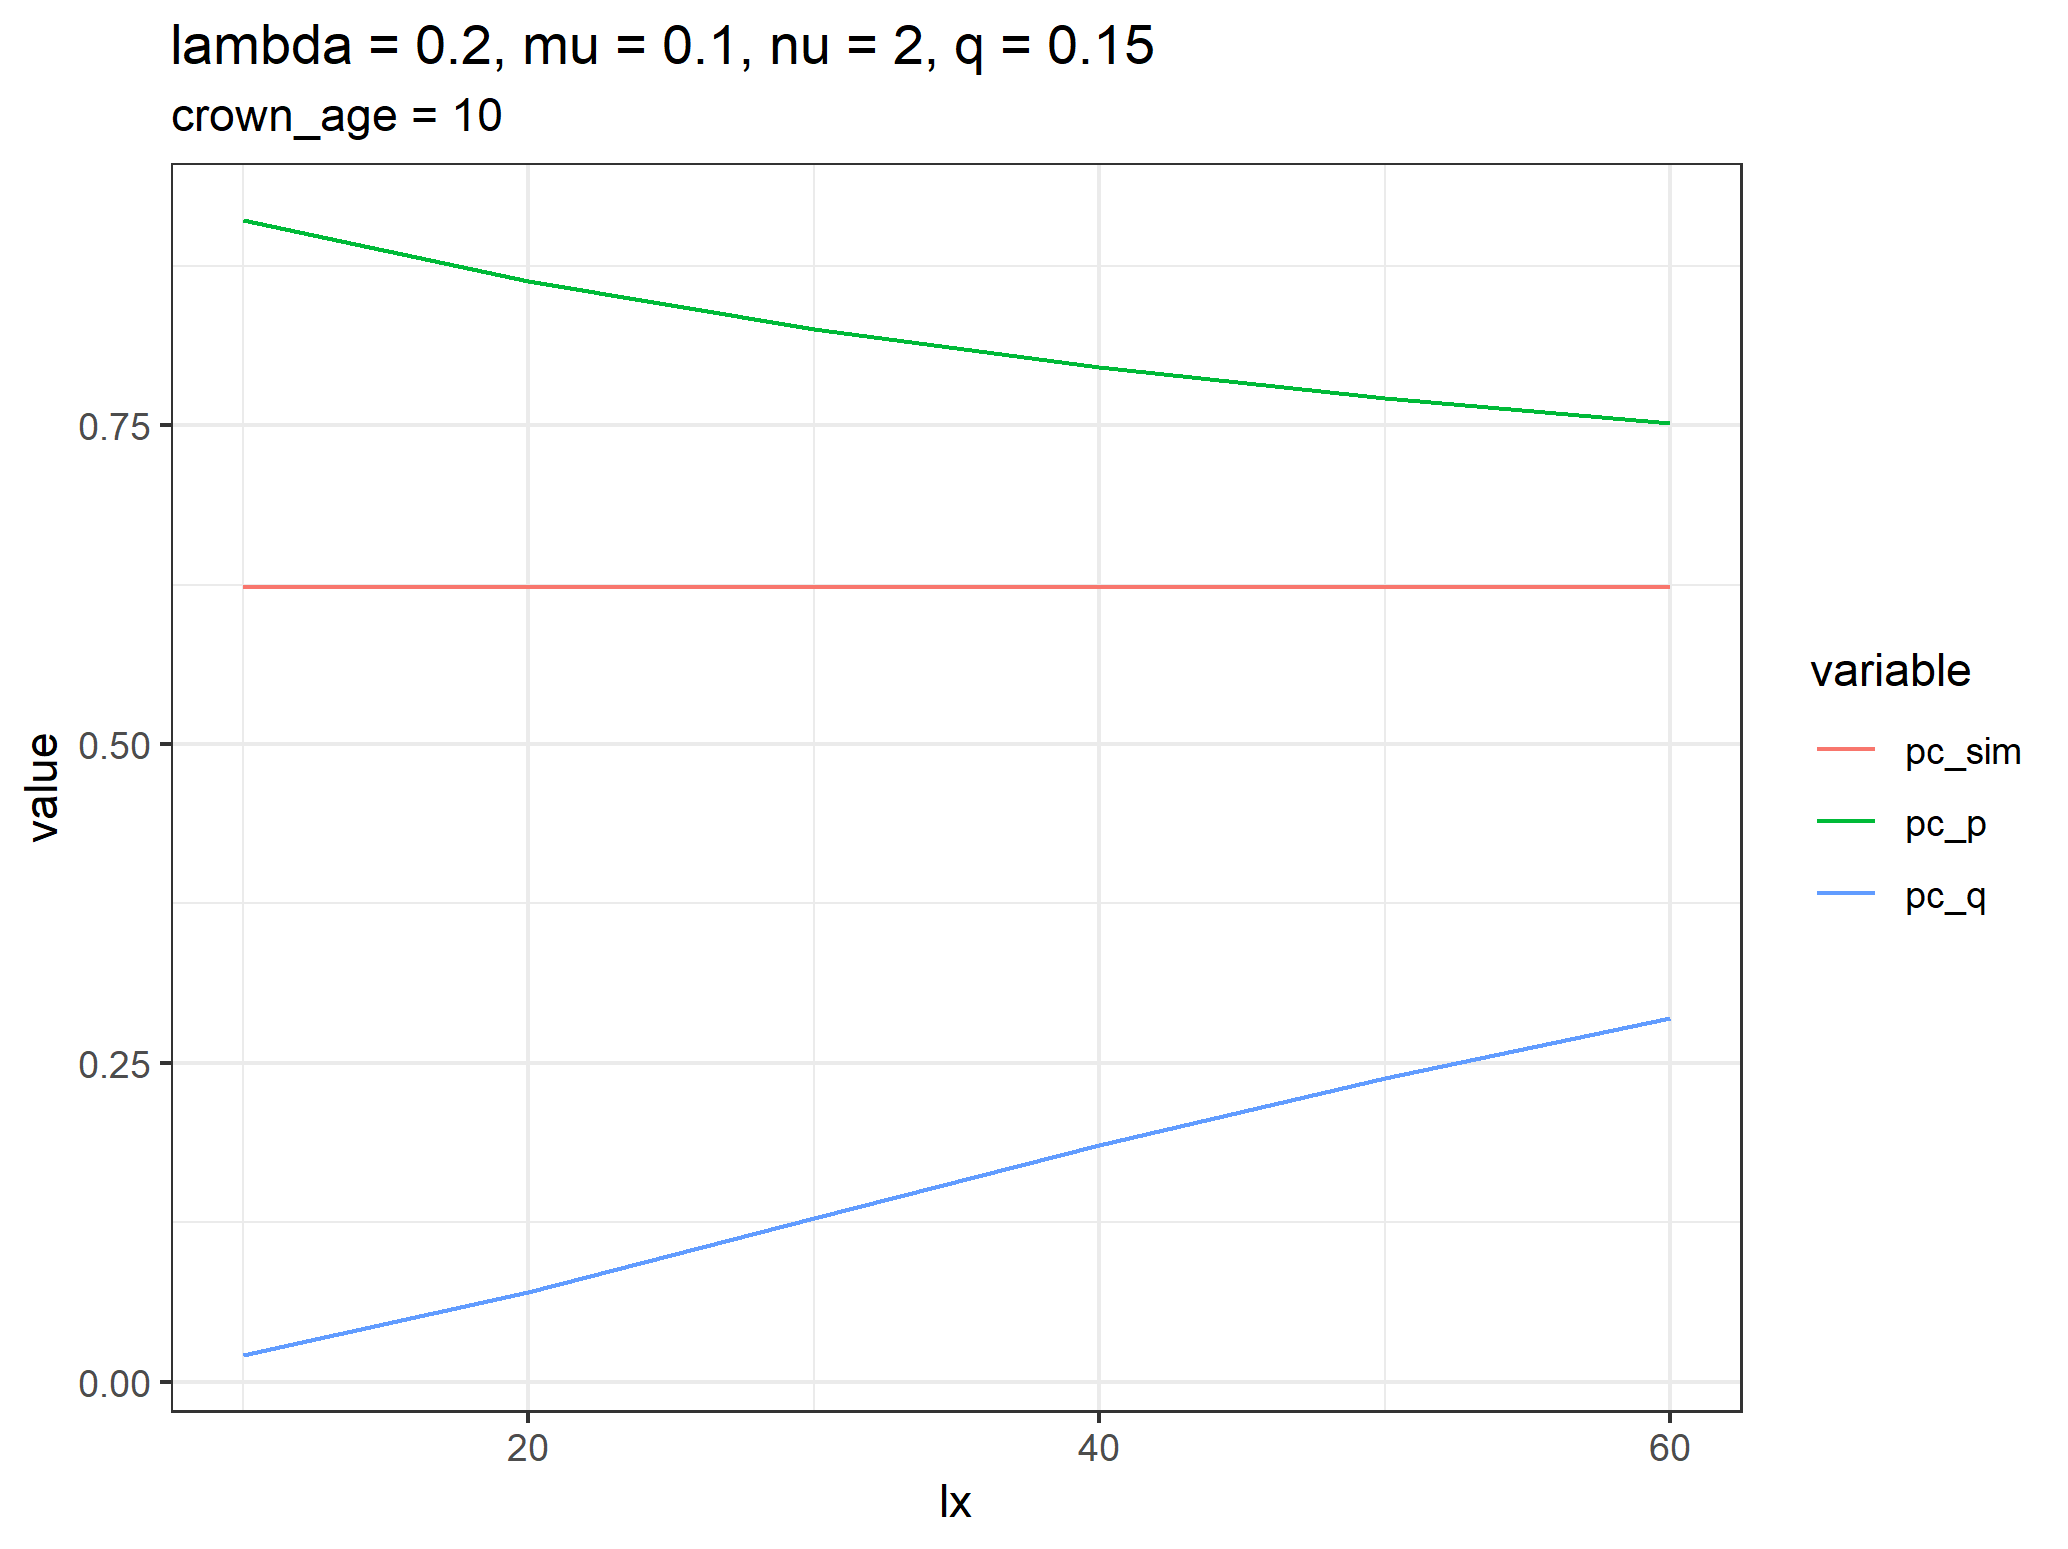 lambda = 0.2, mu = 0.1, nu = 2, q = 0.15
crown_age = 10
value
0.75
0.50
0.25
0.00
20
40
60
lx
variable
pc_sim
pc_p
pc_q